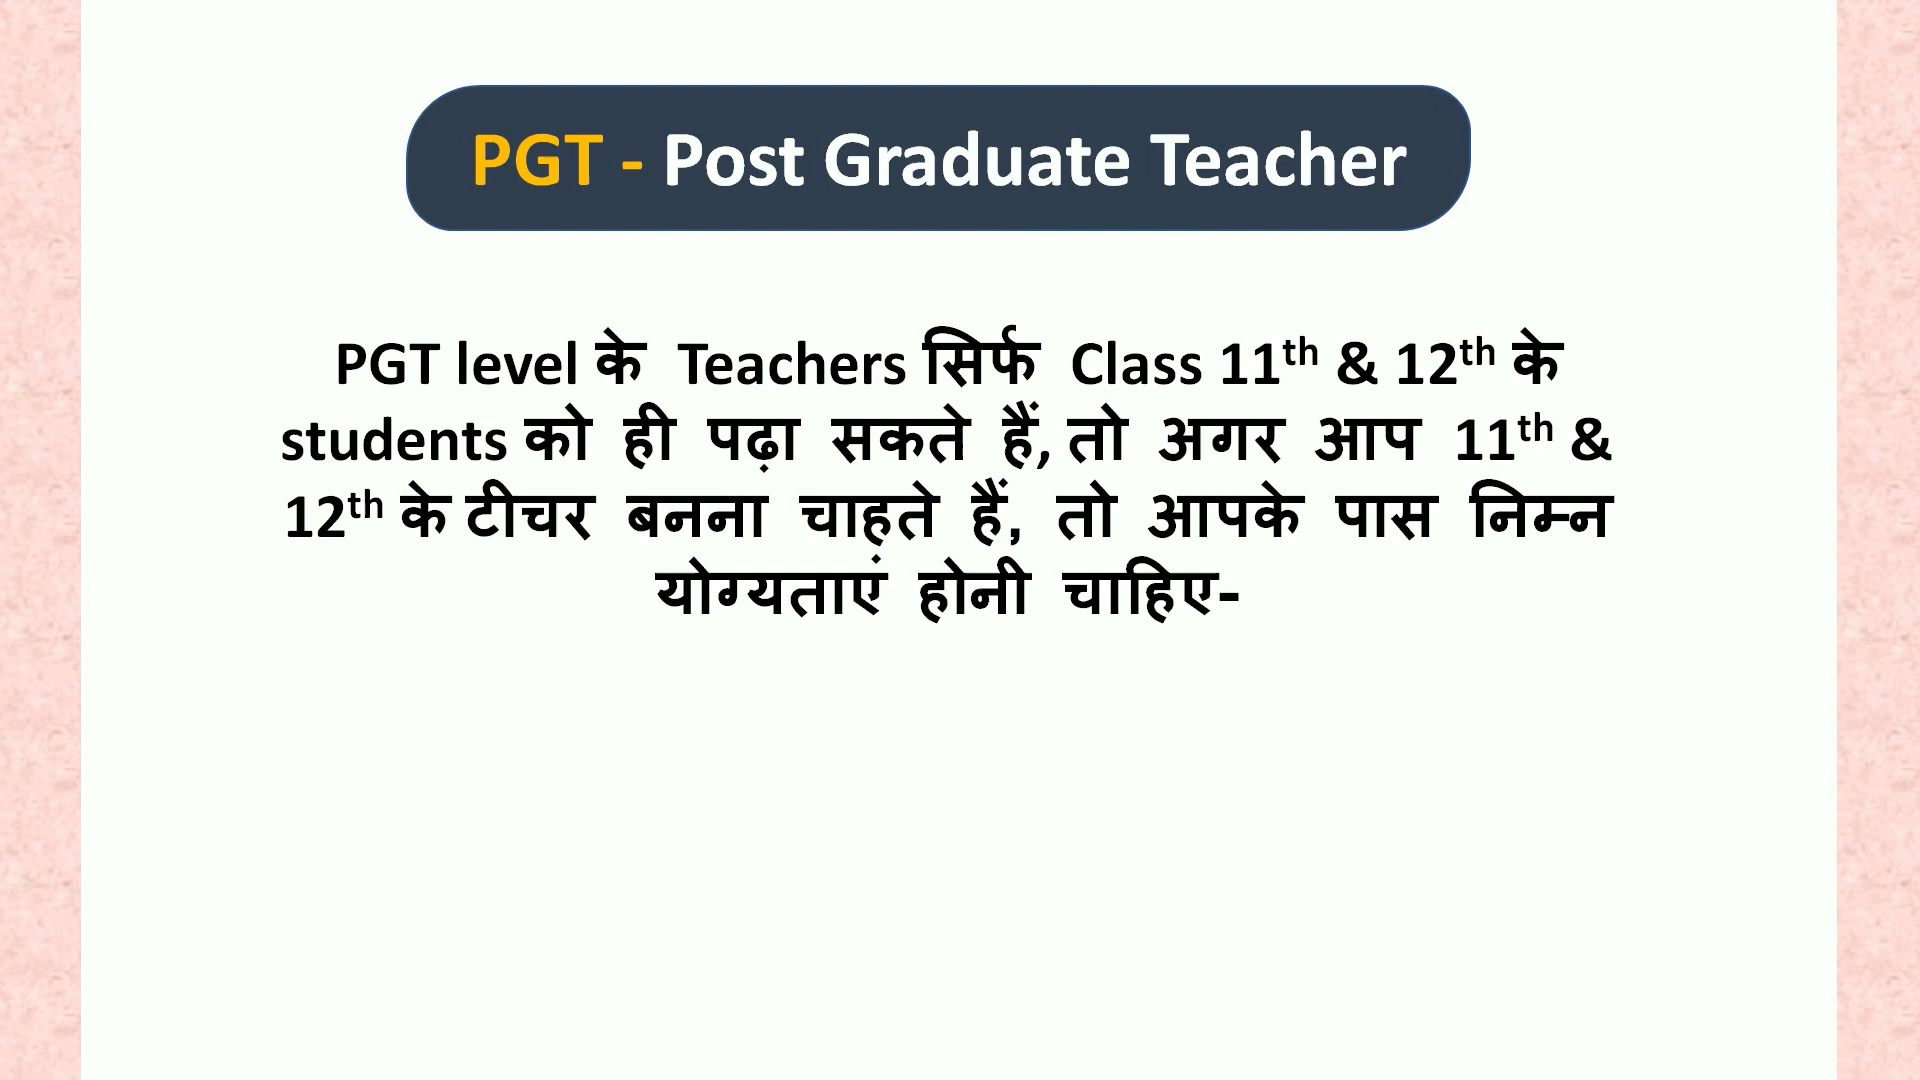 PGT - Post Graduate Teacher
PGT level के Teachers सिर्फ Class 11th & 12th के
students को ही पढ़ा सकते हैं, तो अगर आप 11th &
12th के टीचर बनना चाहते हैं, तो आपके पास निम्न
योग्यताएं होनी चाहिए-